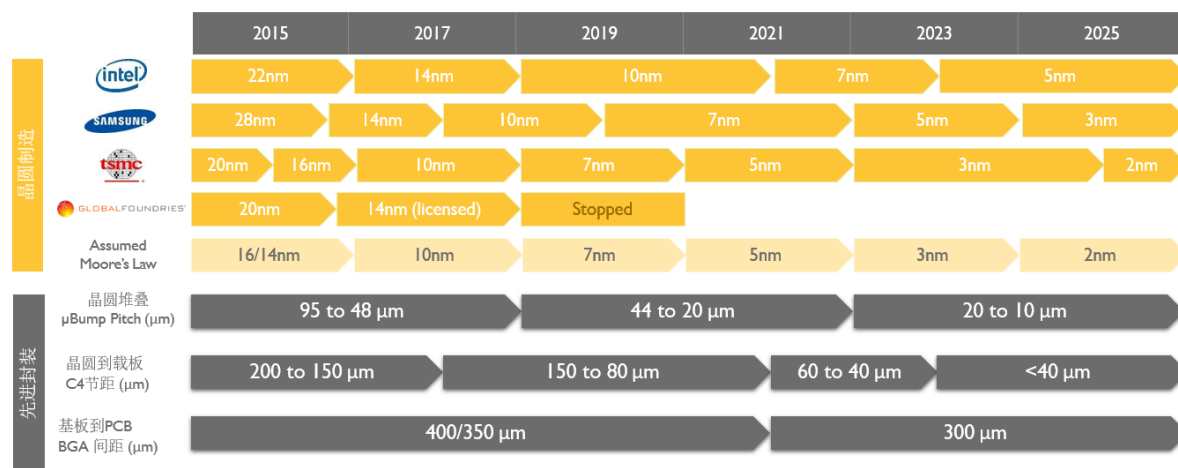 2015 2017 2019 2021 2023 2025
晶圆制造
intel 22nm 14nm 10nm 7nm 5nm
SAMSUNG 28nm 14nm 10nm 7nm 5nm 3nm
tsmc 20nm 16nm 10nm 7nm 5nm 3nm 2nm
GLOBALFOUNDRIES 20nm 14nm (licensed) Stopped
Assumed
Moore's Law 16/14nm 10nm 7nm 5nm 3nm 2nm
先进封装
晶圆堆叠
μBump Pitch (μm) 95 to 48 μm 44 to 20 μm 20 to 10 μm
晶圆到载板
C4节距 (μm) 200 to 150 μm 150 to 80 μm 60 to 40 μm <40 μm
基板到PCB
BGA 间距 (μm) 400/350 μm 300 μm